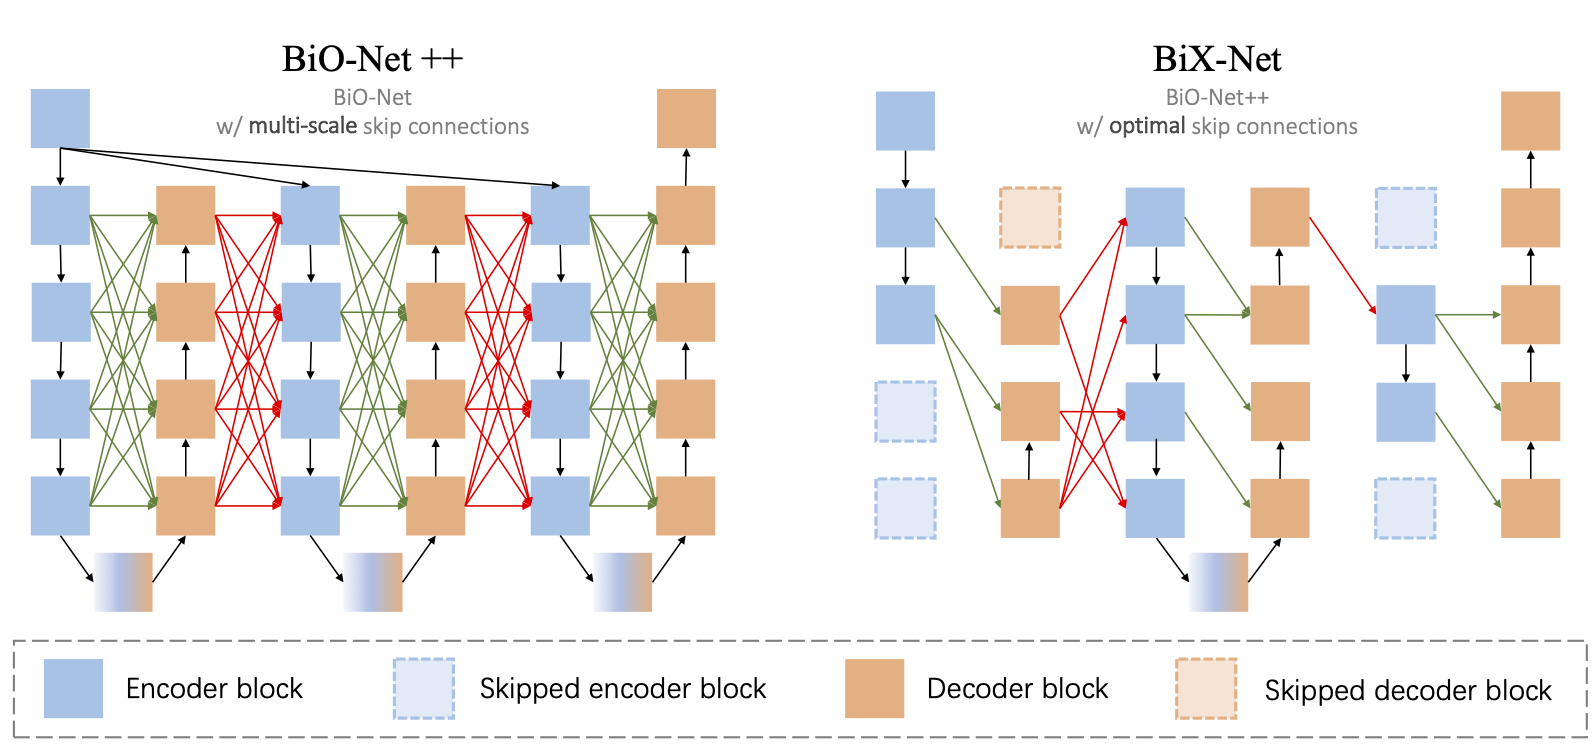 BiO-Net ++
BiO-Net
w/ multi-scale skip connections
BiX-Net
BiO-Net++
w/ optimal skip connections
Encoder block
Skipped encoder block
Decoder block
Skipped decoder block